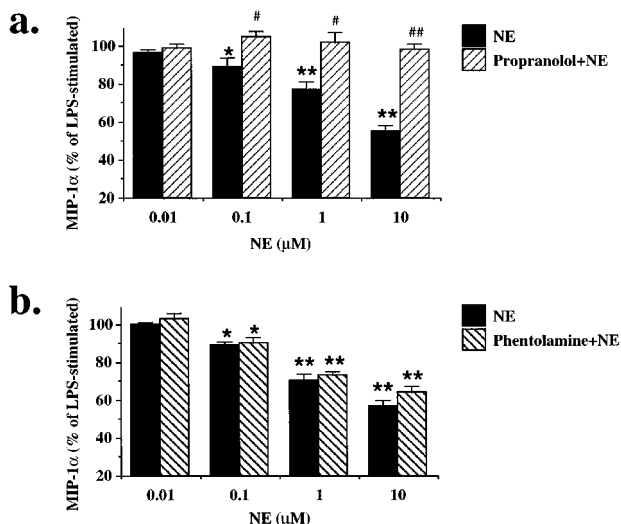 a.
MIP-1α (% of LPS-stimulated)
100
80
60
40
20
* ** **
# # ##
0.01 0.1 1 10
NE (µM)
NE
Propranolol+NE
b.
MIP-1α (% of LPS-stimulated)
100
80
60
40
20
* * ** ** ** **
0.01 0.1 1 10
NE (µM)
NE
Phentolamine+NE